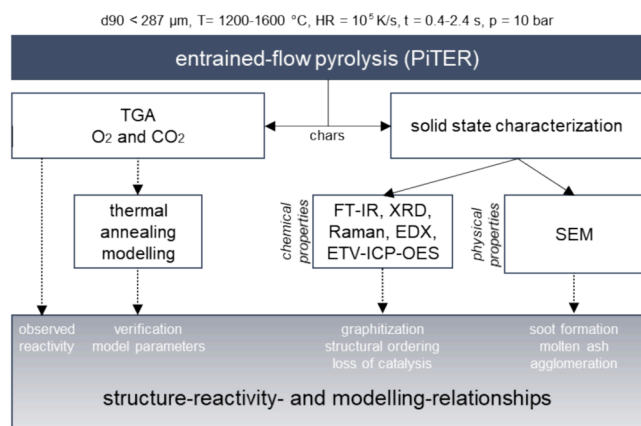 d90 < 287 µm, T= 1200-1600 °C, HR = 10⁵ K/s, t = 0.4-2.4 s, p = 10 bar
entrained-flow pyrolysis (PiTER)
TGA
O₂ and CO₂
chars
solid state characterization
thermal
annealing
modelling
chemical
properties
FT-IR, XRD,
Raman, EDX,
ETV-ICP-OES
physical
properties
SEM
observed
reactivity
verification
model parameters
graphitization
structural ordering
loss of catalysis
soot formation
molten ash
agglomeration
structure-reactivity- and modelling-relationships